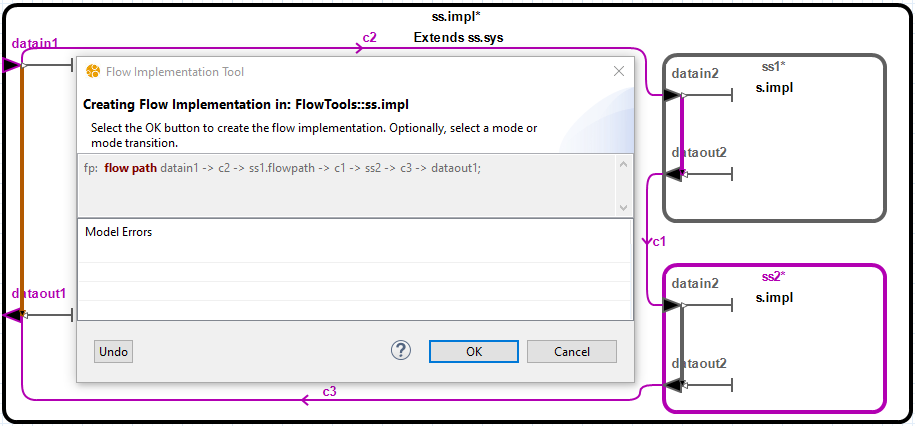 ss.impl*
Extends ss.sys
c2
datain1
Flow Implementation Tool
Creating Flow Implementation in: FlowTools::ss.impl
Select the OK button to create the flow implementation. Optionally, select a mode or
mode transition.
fp: flow path datain1 -> c2 -> ss1.flowpath -> c1 -> ss2 -> c3 -> dataout1;
Model Errors
Undo
?
OK
Cancel
dataout1
c3
ss1*
s.impl
datain2
dataout2
c1
ss2*
s.impl
datain2
dataout2